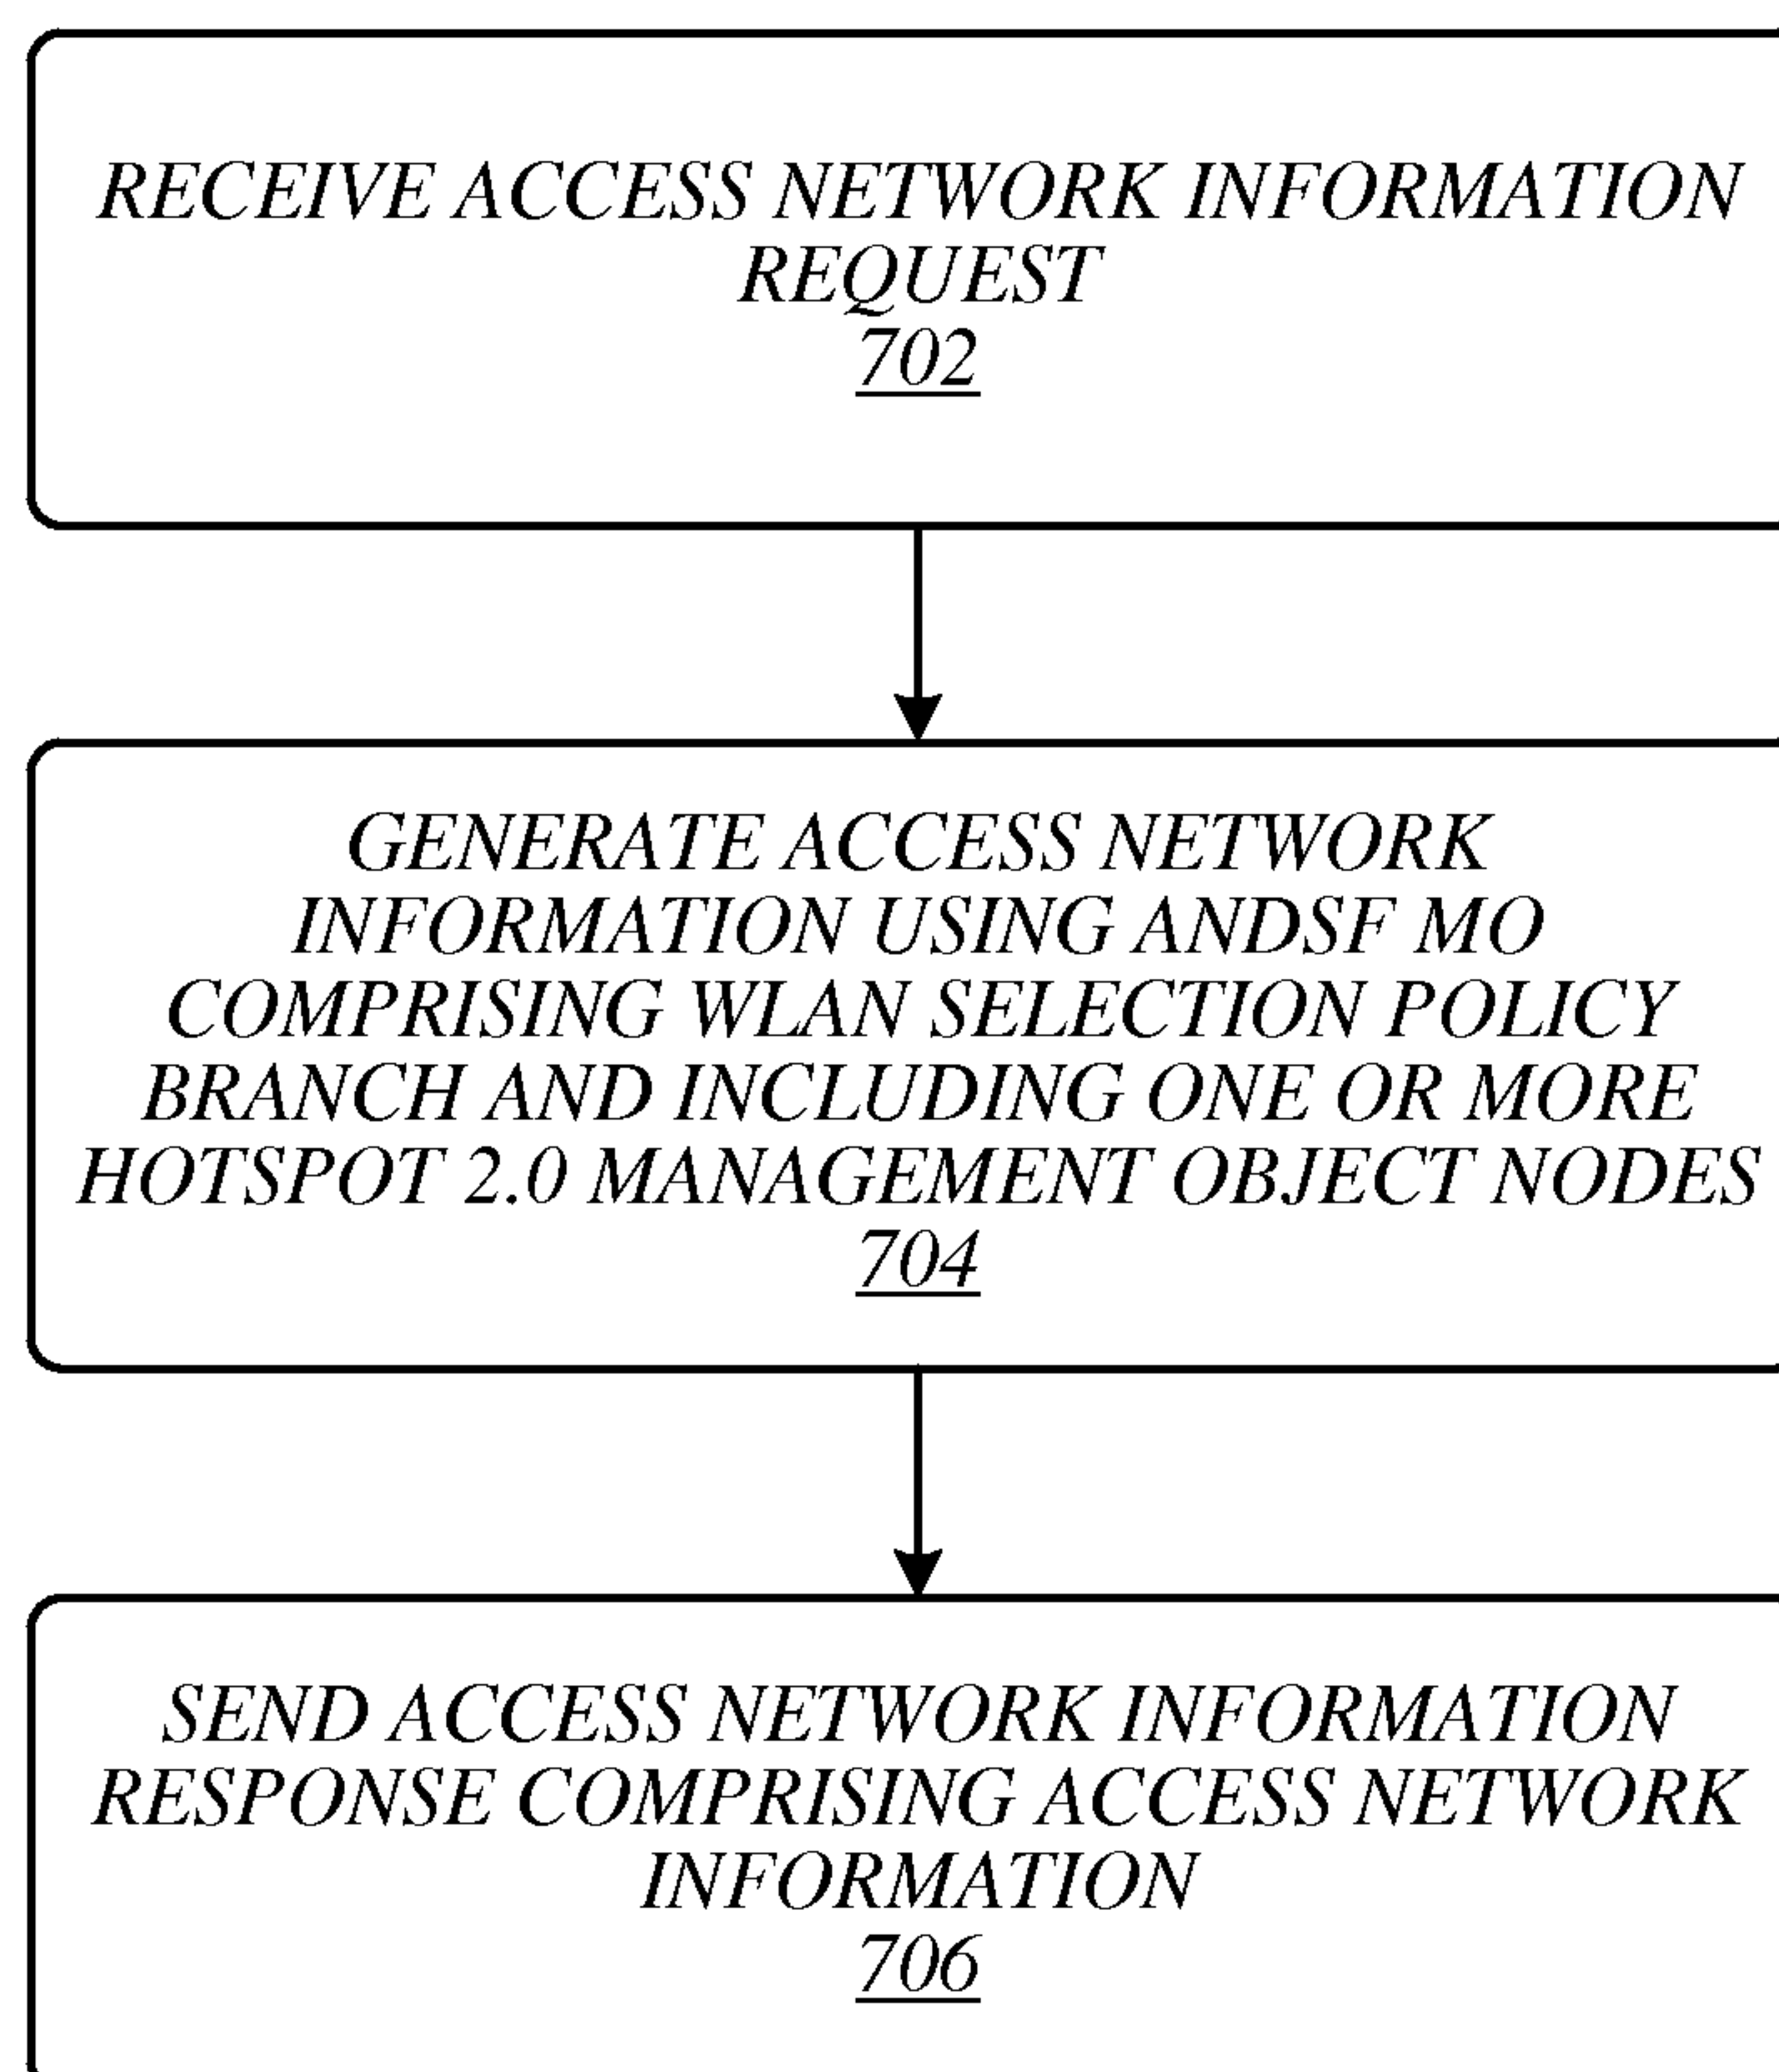 RECEIVE ACCESS NETWORK INFORMATION
REQUEST
702
GENERATE ACCESS NETWORK
INFORMATION USING ANDSF MO
COMPRISING WLAN SELECTION POLICY
BRANCH AND INCLUDING ONE OR MORE
HOTSPOT 2.0 MANAGEMENT OBJECT NODES
704
SEND ACCESS NETWORK INFORMATION
RESPONSE COMPRISING ACCESS NETWORK
INFORMATION
706